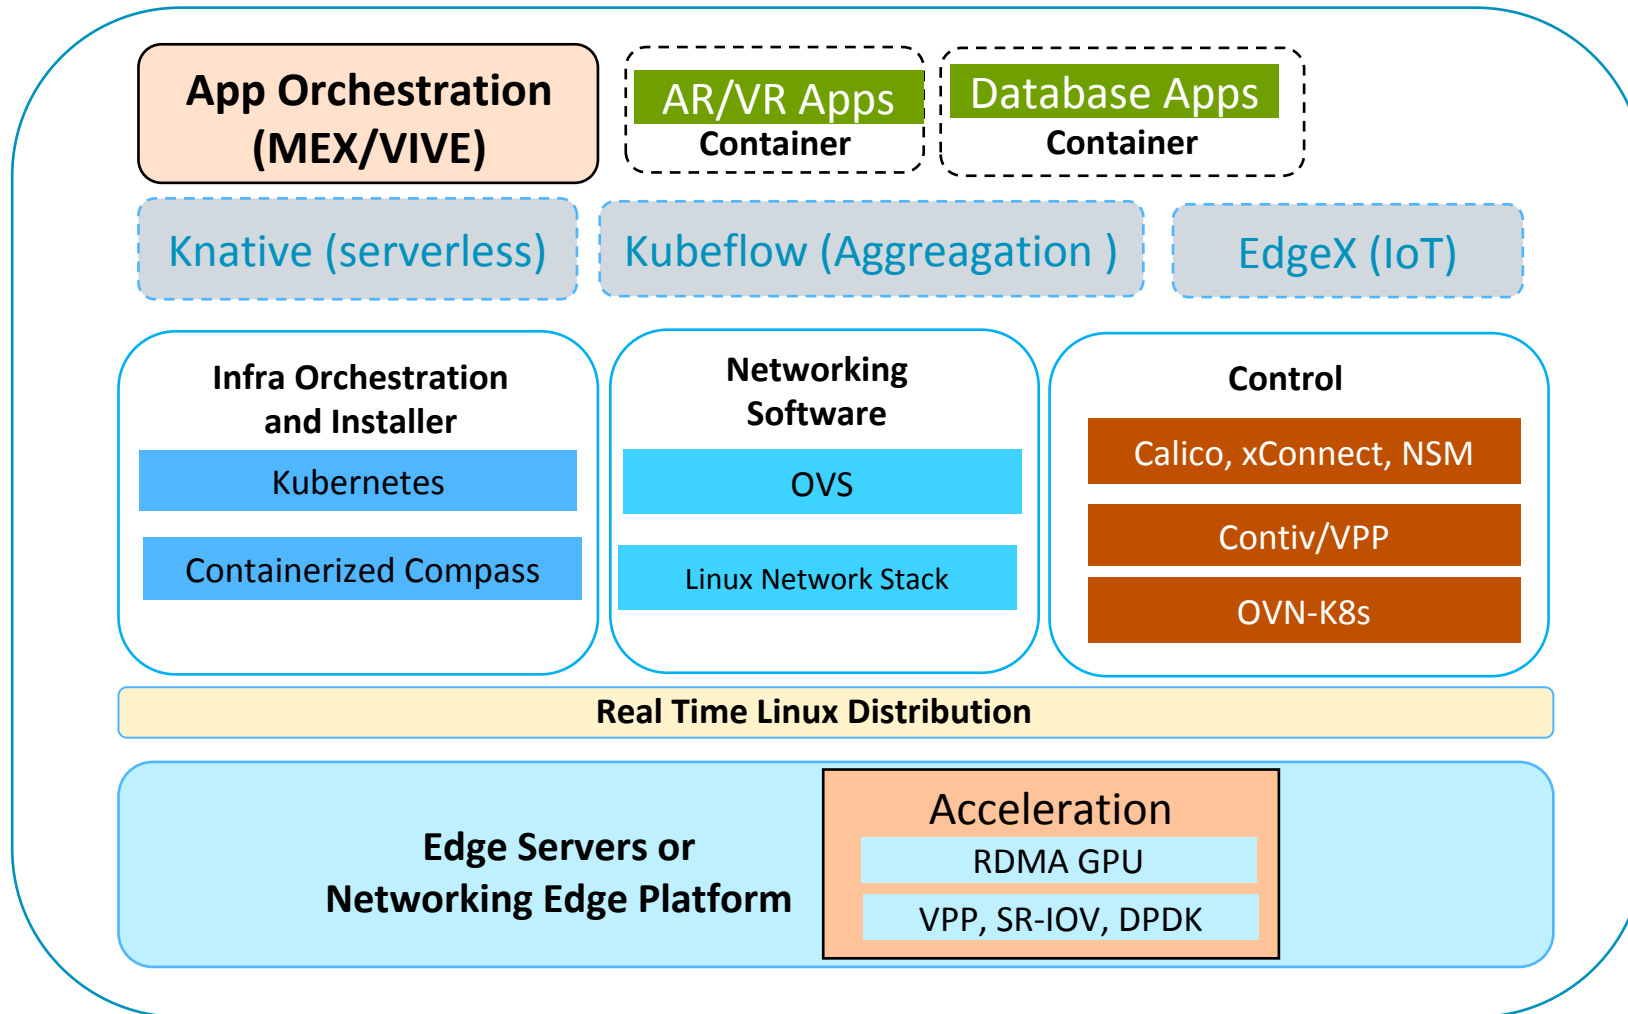 App Orchestration
(MEX/VIVE)
AR/VR Apps
Container
Database Apps
Container
Knative (serverless)
Kubeflow (Aggreagation )
EdgeX (IoT)
Infra Orchestration
and Installer
Kubernetes
Containerized Compass
Networking
Software
OVS
Linux Network Stack
Control
Calico, xConnect, NSM
Contiv/VPP
OVN-K8s
Real Time Linux Distribution
Edge Servers or
Networking Edge Platform
Acceleration
RDMA GPU
VPP, SR-IOV, DPDK